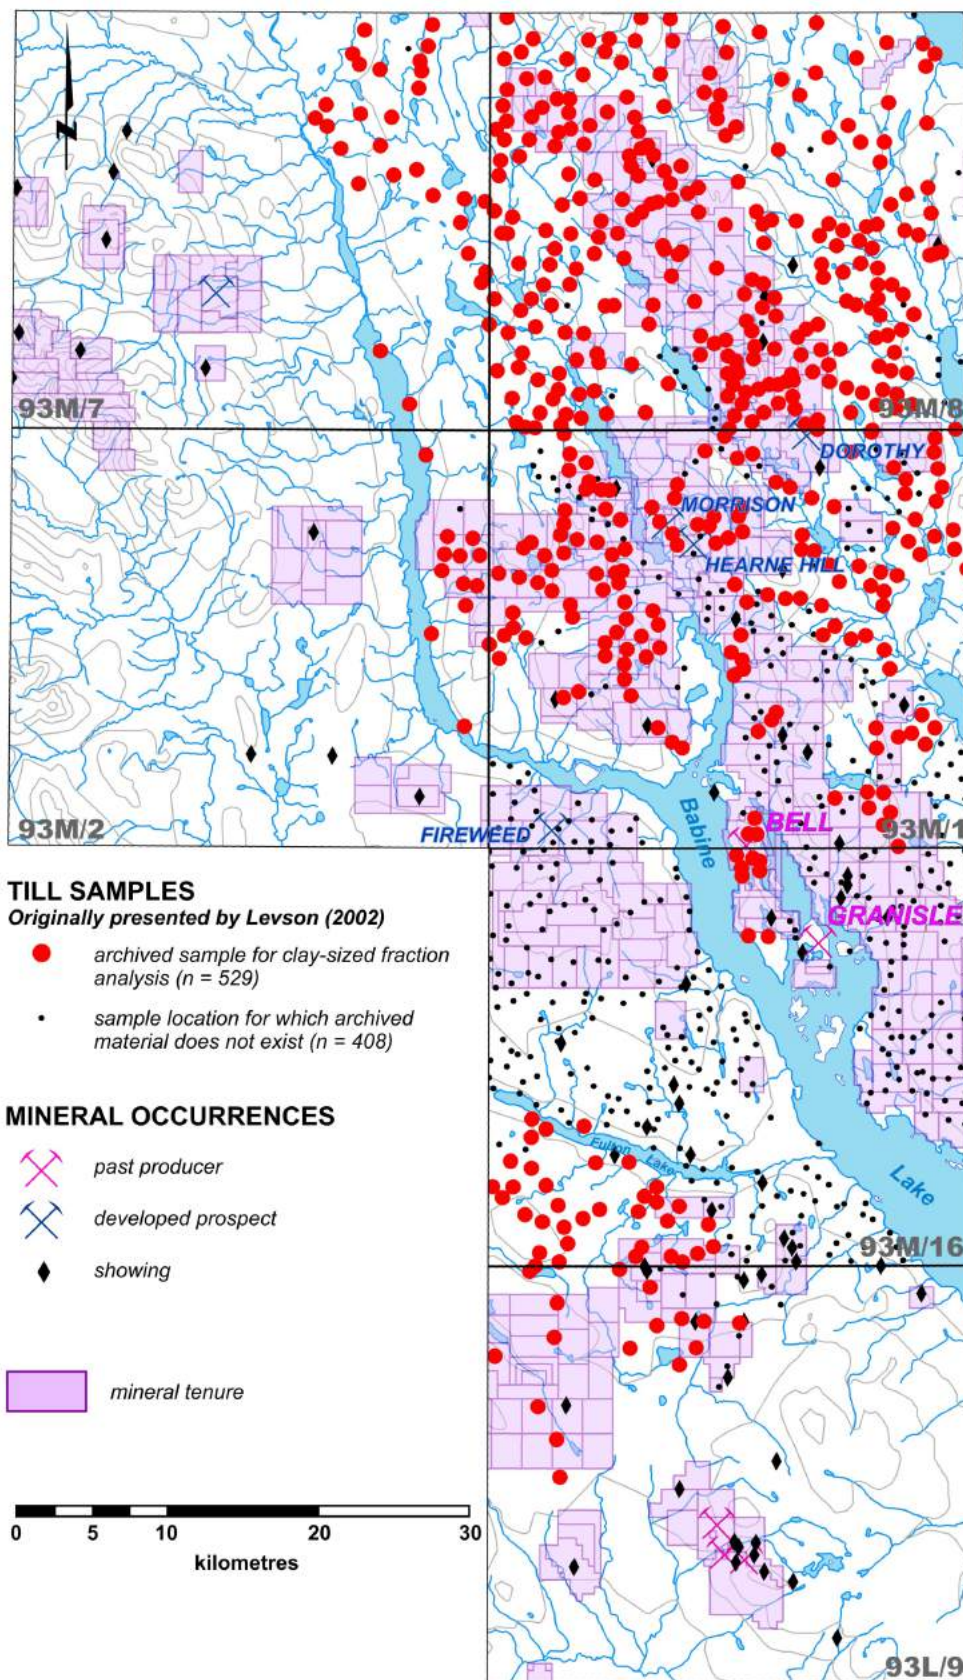 N
93M/7
93M/8
DOROTHY
MORRISON
HEARNE HILL
93M/2
FIREWEED
Babine
BELL
93M/1
GRANISLE
TILL SAMPLES
Originally presented by Levson (2002)
archived sample for clay-sized fraction
analysis (n = 529)
sample location for which archived
material does not exist (n = 408)
MINERAL OCCURRENCES
past producer
developed prospect
showing
mineral tenure
Fulton Lake
Lake
93M/16
0 5 10 20 30
kilometres
93L/9